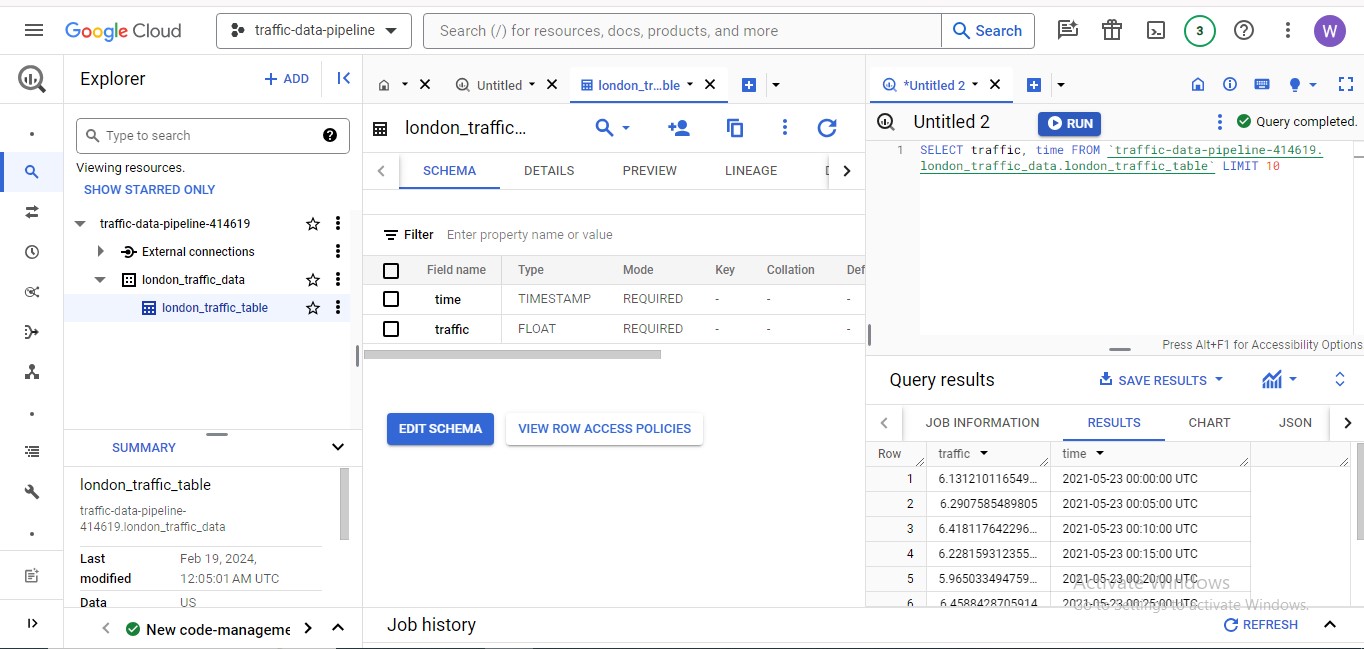 Google Cloud
traffic-data-pipeline
Search (/) for resources, docs, products, and more
Search
3
W
Explorer
+ ADD
Type to search
Viewing resources.
SHOW STARRED ONLY
traffic-data-pipeline-414619
External connections
london_traffic_data
london_traffic_table
SUMMARY
london_traffic_table
traffic-data-pipeline-
414619.london_traffic_data
Last modified Feb 19, 2024, 12:05:01 AM UTC
Data US
New code-manageme
Untitled
london_tr...ble
london_traffic...
SCHEMA DETAILS PREVIEW LINEAGE
Filter Enter property name or value
Field name Type Mode Key Collation Def
time TIMESTAMP REQUIRED - - -
traffic FLOAT REQUIRED - - -
EDIT SCHEMA VIEW ROW ACCESS POLICIES
*Untitled 2
Untitled 2 RUN Query completed.
1 SELECT traffic, time FROM `traffic-data-pipeline-414619.
london_traffic_data.london_traffic_table` LIMIT 10
Press Alt+F1 for Accessibility Options
Query results SAVE RESULTS
JOB INFORMATION RESULTS CHART JSON
Row traffic time
1 6.131210116549... 2021-05-23 00:00:00 UTC
2 6.2907585489805 2021-05-23 00:05:00 UTC
3 6.418117642296... 2021-05-23 00:10:00 UTC
4 6.228159312355... 2021-05-23 00:15:00 UTC
5 5.965033494759... 2021-05-23 00:20:00 UTC
6 6.4588428705914 2021-05-23 00:25:00 UTC
Activate Windows
Go to Settings to activate Windows.
Job history REFRESH